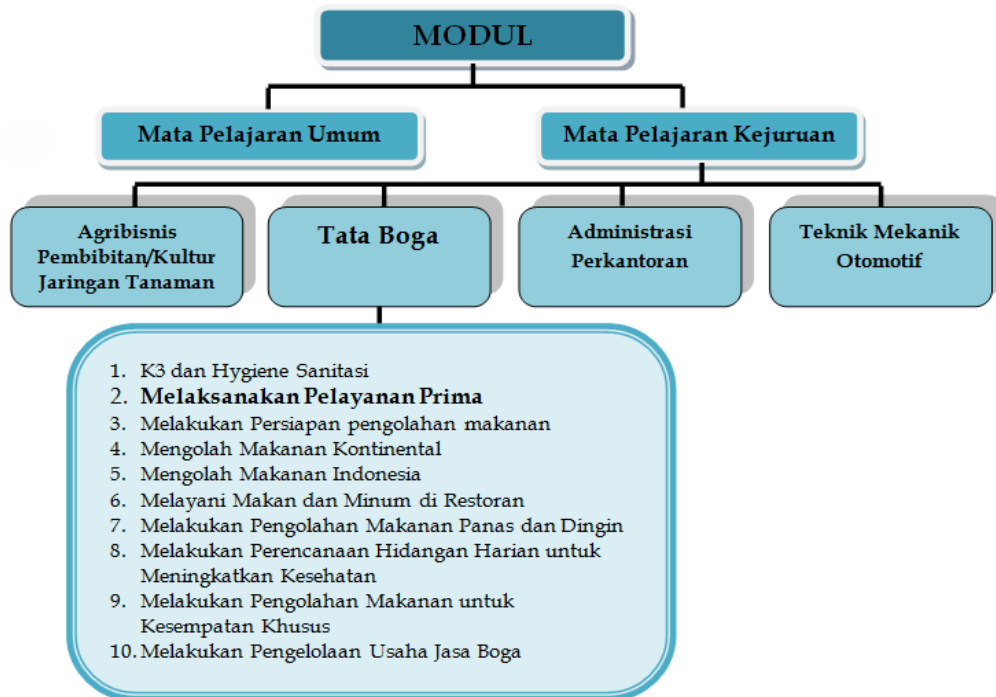 MODUL
Mata Pelajaran Umum
Mata Pelajaran Kejuruan
Agribisnis
Pembibitan/Kultur
Jaringan Tanaman
Tata Boga
Administrasi
Perkantoran
Teknik Mekanik
Otomotif
1. K3 dan Hygiene Sanitasi
2. Melaksanakan Pelayanan Prima
3. Melakukan Persiapan pengolahan makanan
4. Mengolah Makanan Kontinental
5. Mengolah Makanan Indonesia
6. Melayani Makan dan Minum di Restoran
7. Melakukan Pengolahan Makanan Panas dan Dingin
8. Melakukan Perencanaan Hidangan Harian untuk
Meningkatkan Kesehatan
9. Melakukan Pengolahan Makanan untuk
Kesempatan Khusus
10. Melakukan Pengelolaan Usaha Jasa Boga